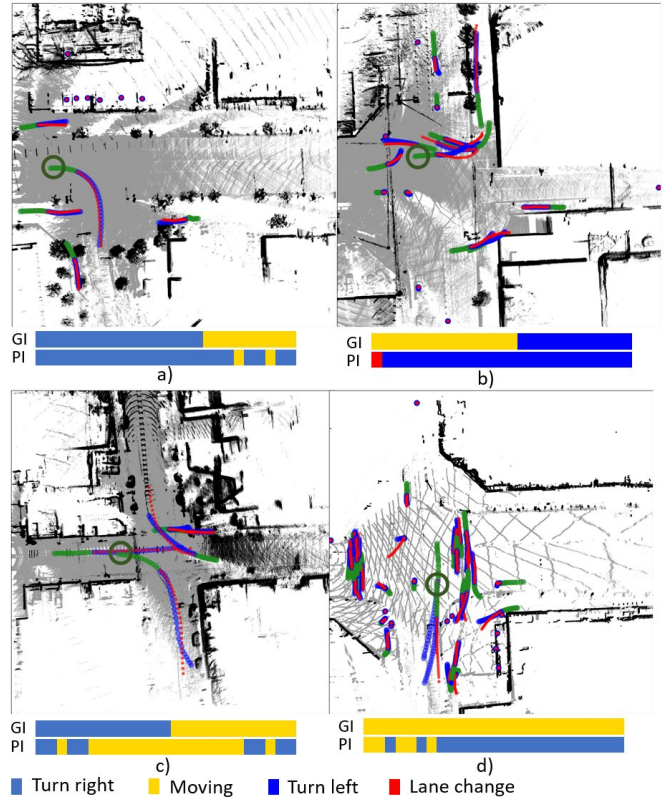 GI
PI
a)
GI
PI
b)
GI
PI
c)
GI
PI
d)
Turn right
Moving
Turn left
Lane change